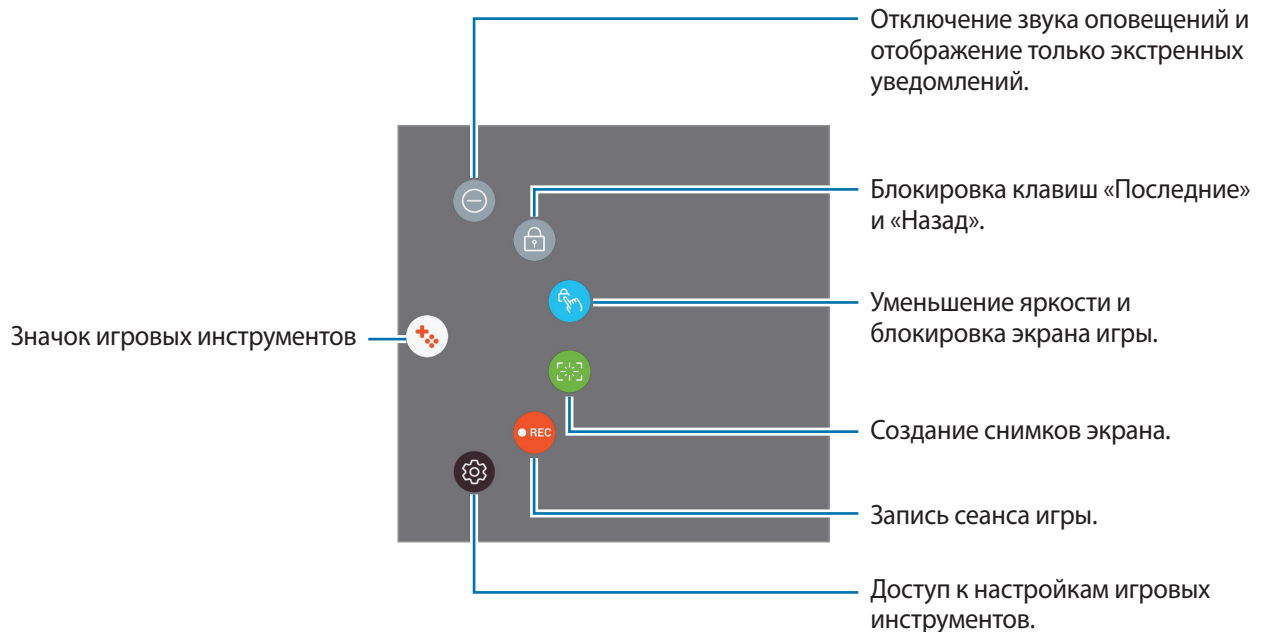 Отключение звука оповещений и
отображение только экстренных
уведомлений.
Блокировка клавиш «Последние»
и «Назад».
Уменьшение яркости и
блокировка экрана игры.
Значок игровых инструментов
Создание снимков экрана.
REC
Запись сеанса игры.
Доступ к настройкам игровых
инструментов.